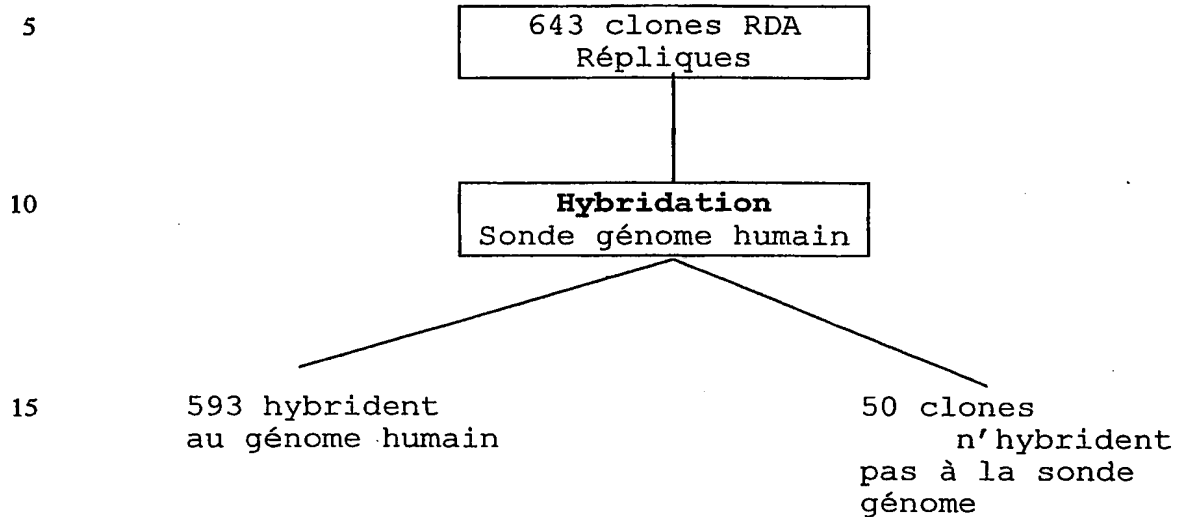 5
643 clones RDA
Répliques
10
Hybridation
Sonde génome humain
15
593 hybrident
au génome humain
50 clones
n'hybrident
pas à la sonde
génome